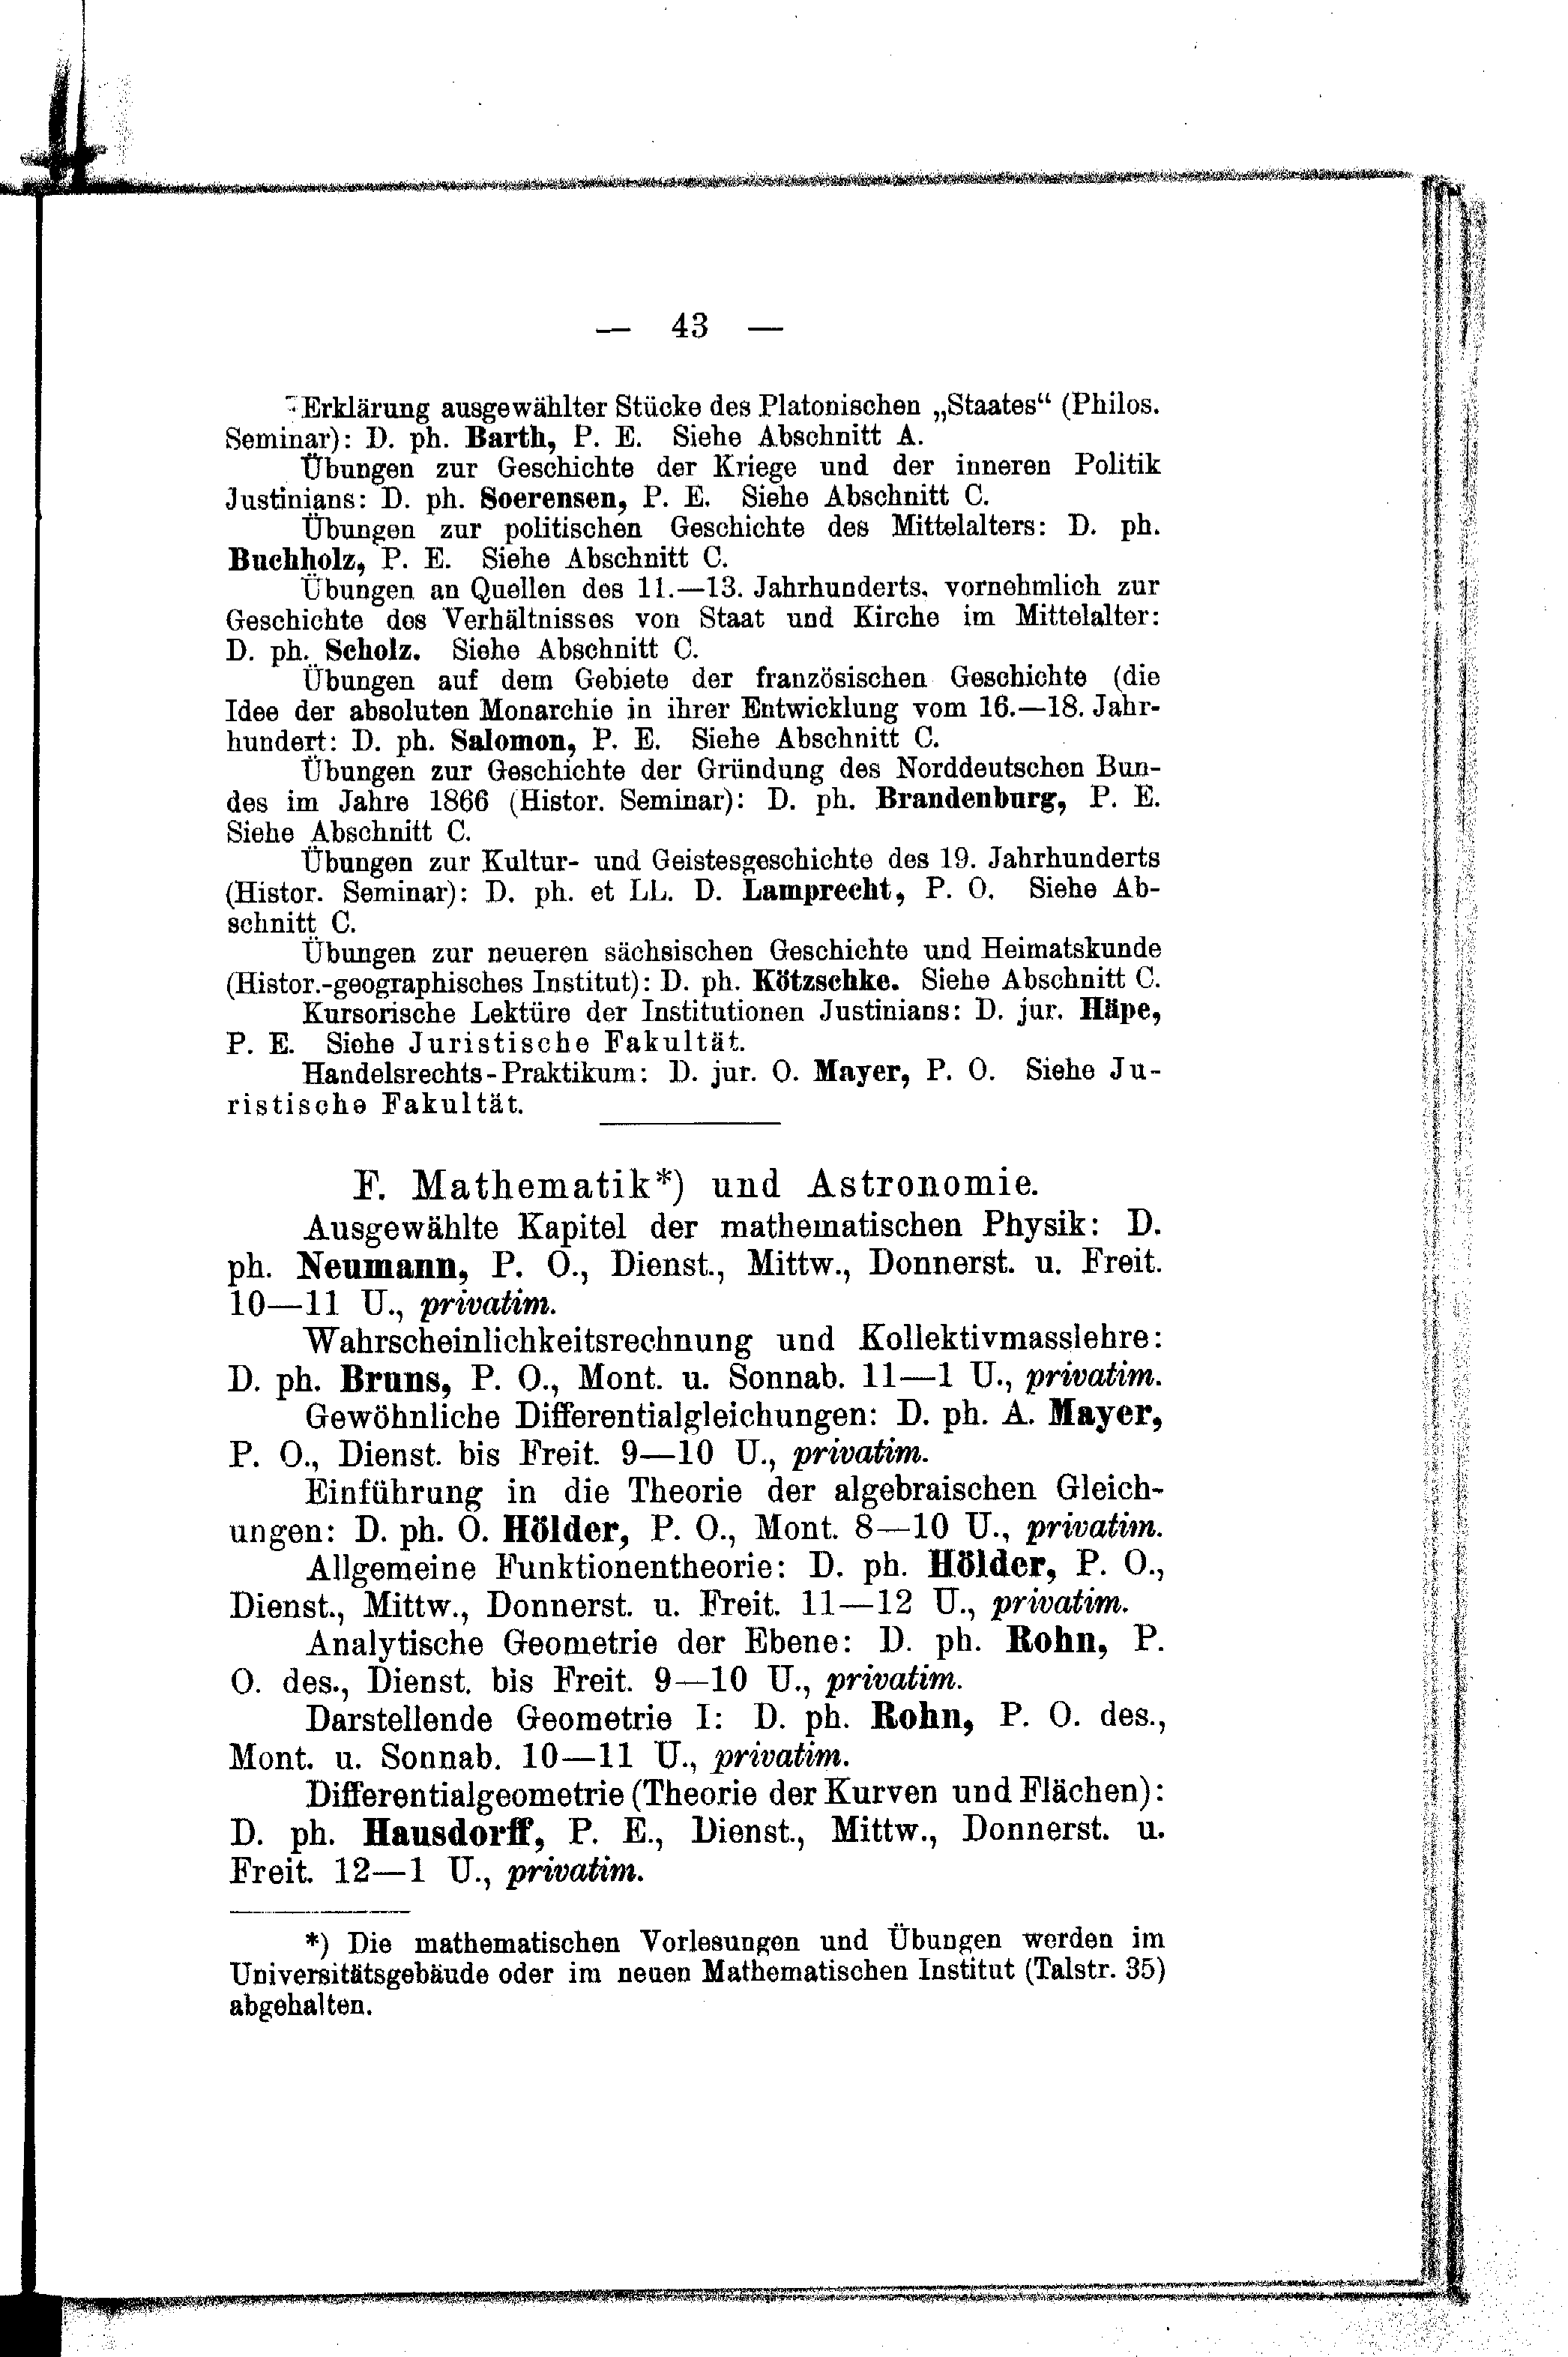 — 43 —
Erklärung ausgewählter Stücke des Platonischen „Staates“ (Philos.
Seminar): D. ph. Barth, P. E. Siehe Abschnitt A.
Übungen zur Geschichte der Kriege und der inneren Politik
Justinians: D. ph. Soerensen, P. E. Siehe Abschnitt C.
Übungen zur politischen Geschichte des Mittelalters: D. ph.
Buchholz, P. E. Siehe Abschnitt C.
Übungen an Quellen des 11.—13. Jahrhunderts, vornehmlich zur
Geschichte des Verhältnisses von Staat und Kirche im Mittelalter:
D. ph. Scholz. Siehe Abschnitt C.
Übungen auf dem Gebiete der französischen Geschichte (die
Idee der absoluten Monarchie in ihrer Entwicklung vom 16.—18. Jahr-
hundert: D. ph. Salomon, P. E. Siehe Abschnitt C.
Übungen zur Geschichte der Gründung des Norddeutschen Bun-
des im Jahre 1866 (Histor. Seminar): D. ph. Brandenburg, P. E.
Siehe Abschnitt C.
Übungen zur Kultur- und Geistesgeschichte des 19. Jahrhunderts
(Histor. Seminar): D. ph. et LL. D. Lamprecht, P. O. Siehe Ab-
schnitt C.
Übungen zur neueren sächsischen Geschichte und Heimatskunde
(Histor.-geographisches Institut): D. ph. Kötzschke. Siehe Abschnitt C.
Kursorische Lektüre der Institutionen Justinians: D. jur. Häpe,
P. E. Siehe Juristische Fakultät.
Handelsrechts-Praktikum: D. jur. O. Mayer, P. O. Siehe Ju-
ristische Fakultät.
F. Mathematik*) und Astronomie.
Ausgewählte Kapitel der mathematischen Physik: D.
ph. Neumann, P. O., Dienst., Mittw., Donnerst. u. Freit.
10—11 U., privatim.
Wahrscheinlichkeitsrechnung und Kollektivmasslehre:
D. ph. Bruns, P. O., Mont. u. Sonnab. 11—1 U., privatim.
Gewöhnliche Differentialgleichungen: D. ph. A. Mayer,
P. O., Dienst. bis Freit. 9—10 U., privatim.
Einführung in die Theorie der algebraischen Gleich-
ungen: D. ph. O. Hölder, P. O., Mont. 8—10 U., privatim.
Allgemeine Funktionentheorie: D. ph. Hölder, P. O.,
Dienst., Mittw., Donnerst. u. Freit. 11—12 U., privatim.
Analytische Geometrie der Ebene: D. ph. Rohn, P.
O. des., Dienst. bis Freit. 9—10 U., privatim.
Darstellende Geometrie I: D. ph. Rohn, P. O. des.,
Mont. u. Sonnab. 10—11 U., privatim.
Differentialgeometrie (Theorie der Kurven und Flächen):
D. ph. Hausdorff, P. E., Dienst., Mittw., Donnerst. u.
Freit. 12—1 U., privatim.
*) Die mathematischen Vorlesungen und Übungen werden im
Universitätsgebäude oder im neuen Mathematischen Institut (Talstr. 35)
abgehalten.